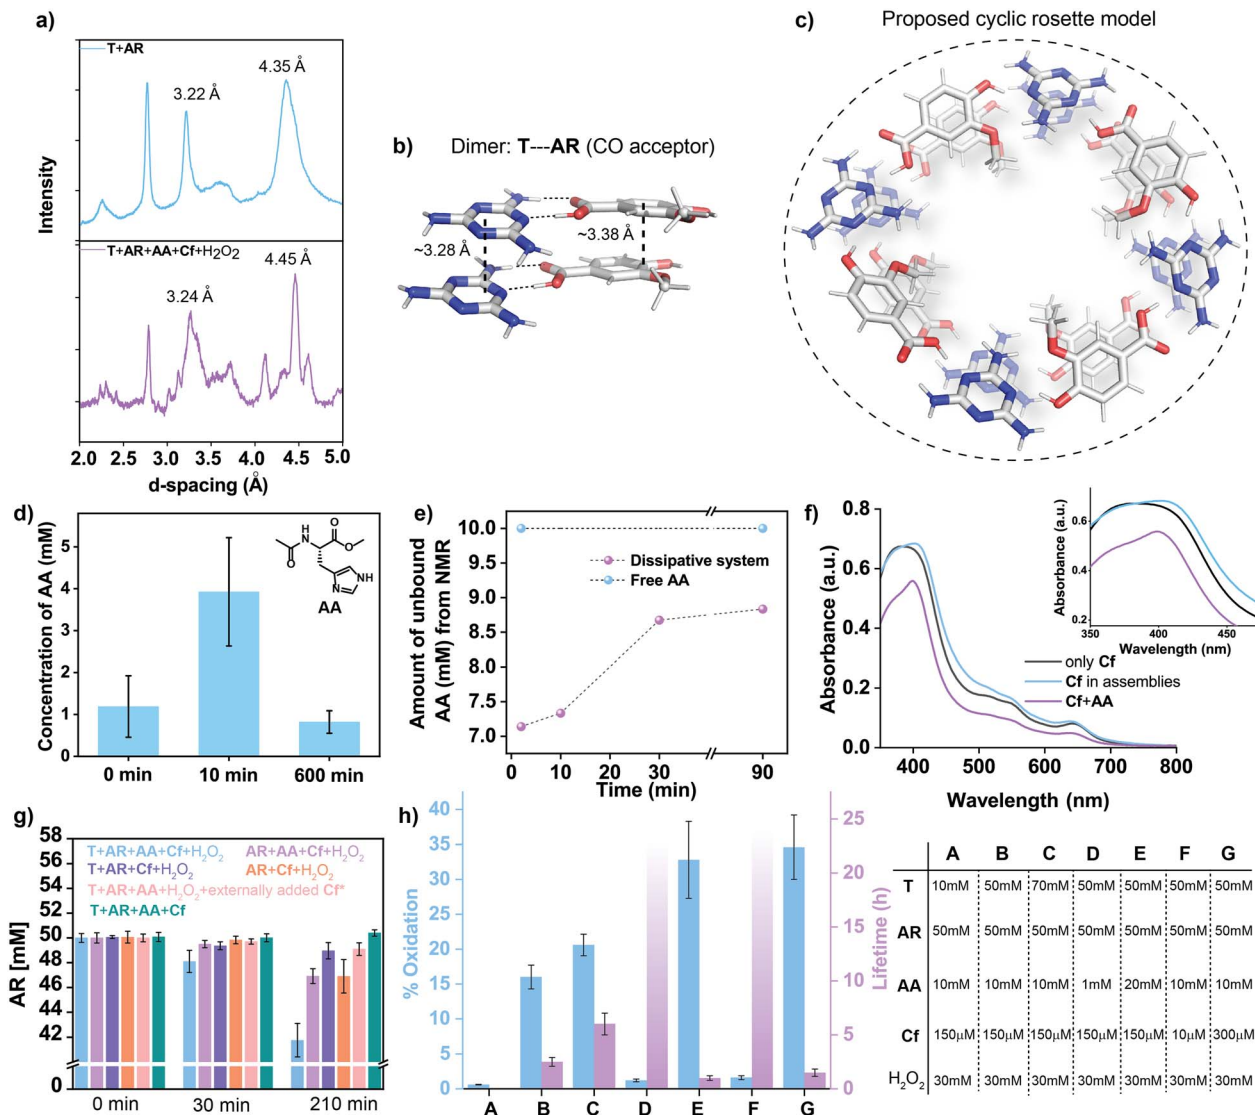 a)
T+AR
3.22 Å
4.35 Å
T+AR+AA+Cf+H₂O₂
3.24 Å
4.45 Å
Intensity
2.0 2.5 3.0 3.5 4.0 4.5 5.0
d-spacing (Å)
b) Dimer: T---AR (CO acceptor)
~3.28 Å
~3.38 Å
c) Proposed cyclic rosette model
d)
Concentration of AA (mM)
5
4
3
2
1
0
0 min 10 min 600 min
O
N
H
O
O
NH
N
AA
e)
Amount of unbound
AA (mM) from NMR
10.0
9.5
9.0
8.5
8.0
7.5
7.0
Dissipative system
Free AA
0 10 20 30 90
Time (min)
f)
Absorbance (a.u.)
0.8
0.6
0.4
0.2
0.0
400 500 600 700 800
Wavelength (nm)
only Cf
Cf in assemblies
Cf+AA
Absorbance (a.u.)
0.6
0.4
0.2
350 400 450
Wavelength (nm)
g)
AR [mM]
58
56
54
52
50
48
46
44
42
0
T+AR+AA+Cf+H₂O₂ AR+AA+Cf+H₂O₂
T+AR+Cf+H₂O₂ AR+Cf+H₂O₂
T+AR+AA+H₂O₂+externally added Cf*
T+AR+AA+Cf
0 min 30 min 210 min
h)
% Oxidation
40
35
30
25
20
15
10
5
0
Lifetime (h)
25
20
15
10
5
0
A B C D E F G
A B C D E F G
T 10mM 50mM 70mM 50mM 50mM 50mM 50mM
AR 50mM 50mM 50mM 50mM 50mM 50mM 50mM
AA 10mM 10mM 10mM 1mM 20mM 10mM 10mM
Cf 150µM 150µM 150µM 150µM 150µM 10µM 300µM
H₂O₂ 30mM 30mM 30mM 30mM 30mM 30mM 30mM